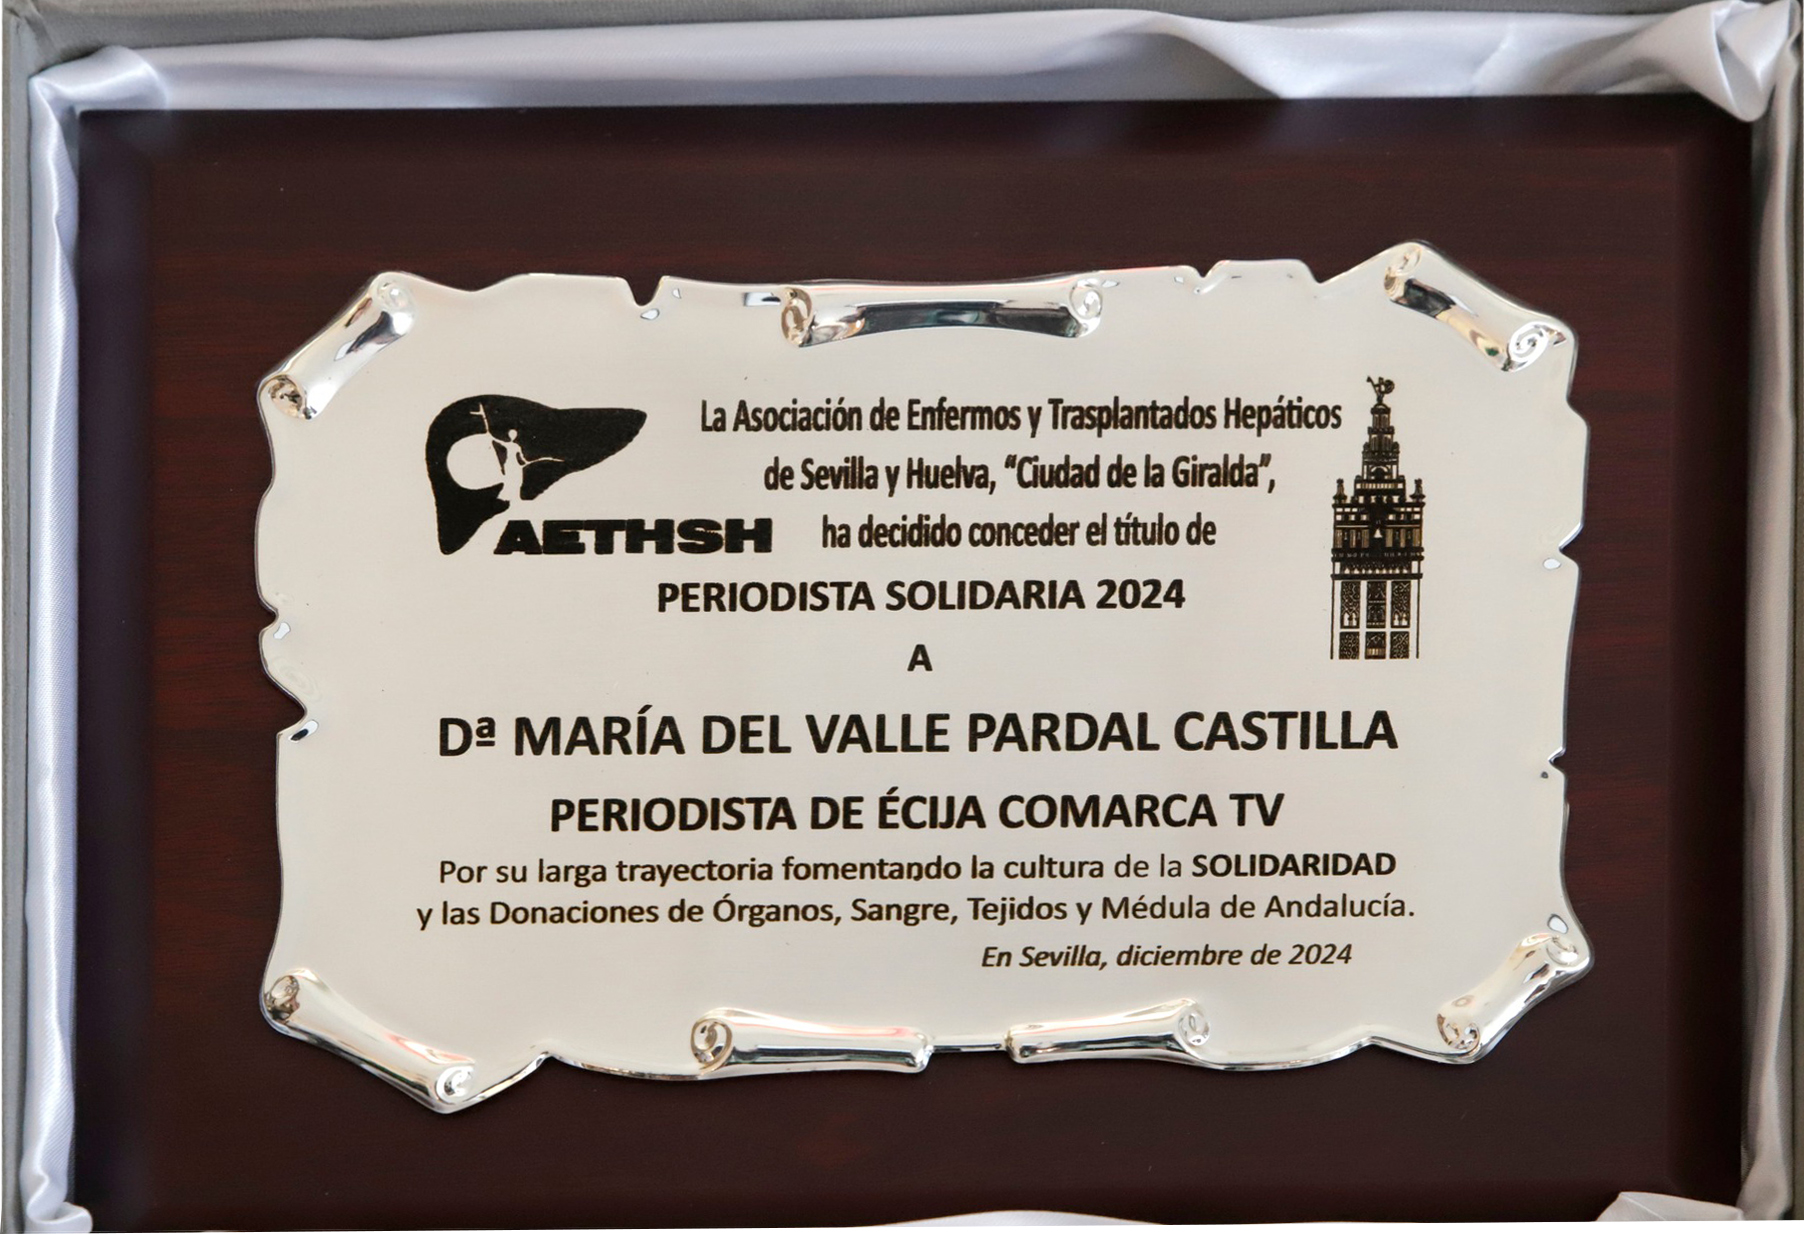 La Asociación de Enfermos y Trasplantados Hepáticos
de Sevilla y Huelva, "Ciudad de la Giralda",
AETHSH
ha decidido conceder el título de
PERIODISTA SOLIDARIA 2024
A
Dª MARÍA DEL VALLE PARDAL CASTILLA
PERIODISTA DE ÉCIJA COMARCA TV
Por su larga trayectoria fomentando la cultura de la SOLIDARIDAD
y las Donaciones de Órganos, Sangre, Tejidos y Médula de Andalucía.
En Sevilla, diciembre de 2024